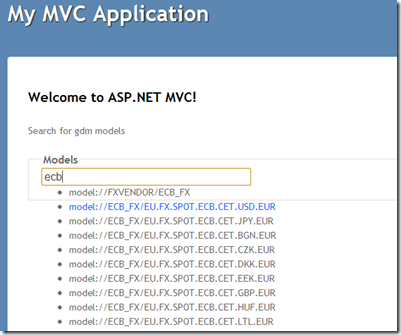 My MVC Application
Welcome to ASP.NET MVC!
Search for gdm models
Models
ecb
model://FXVENDOR/ECB_FX
model://ECB_FX/EU.FX.SPOT.ECB.CET.USD.EUR
model://ECB_FX/EU.FX.SPOT.ECB.CET.JPY.EUR
model://ECB_FX/EU.FX.SPOT.ECB.CET.BGN.EUR
model://ECB_FX/EU.FX.SPOT.ECB.CET.CZK.EUR
model://ECB_FX/EU.FX.SPOT.ECB.CET.DKK.EUR
model://ECB_FX/EU.FX.SPOT.ECB.CET.EEK.EUR
model://ECB_FX/EU.FX.SPOT.ECB.CET.GBP.EUR
model://ECB_FX/EU.FX.SPOT.ECB.CET.HUF.EUR
model://ECB_FX/EU.FX.SPOT.ECB.CET.LTL.EUR